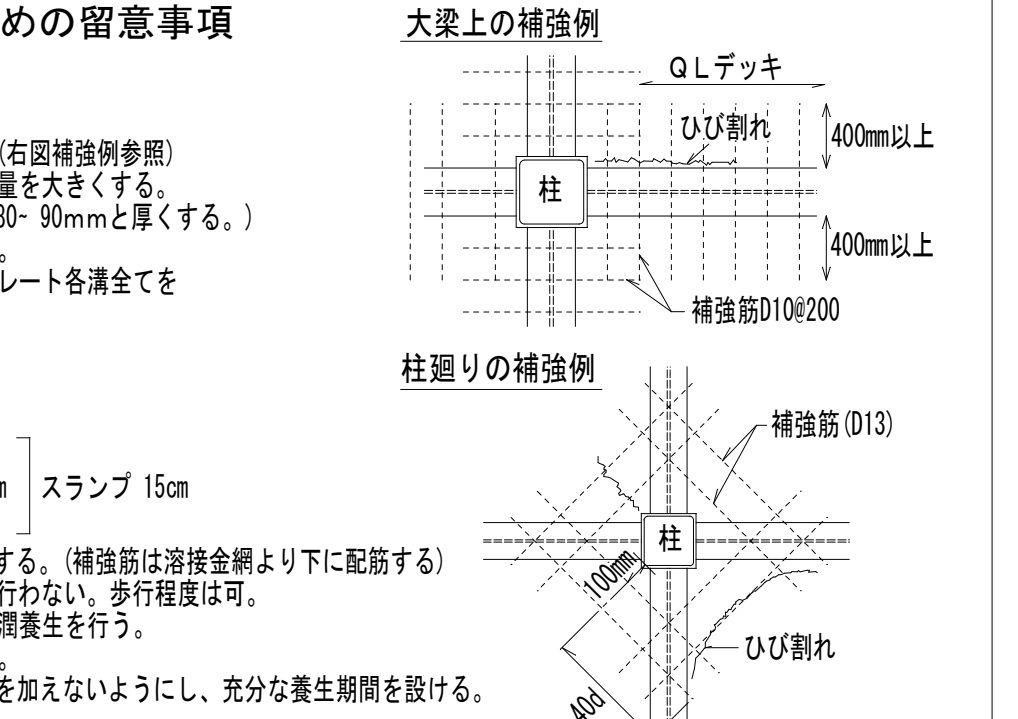 めの留意事項
(右図補強例参照)
量を大きくする。
80~ 90mmと厚くする。)
。
レート各溝全てを
m
スランプ 15cm
する。(補強筋は溶接金網より下に配筋する)
行わない。歩行程度は可。
潤養生を行う。
。
を加えないようにし、充分な養生期間を設ける。
大梁上の補強例
QLデッキ
ひび割れ
400mm以上
柱
400mm以上
補強筋D10@200
柱廻りの補強例
補強筋(D13)
柱
100mm
ひび割れ
40d